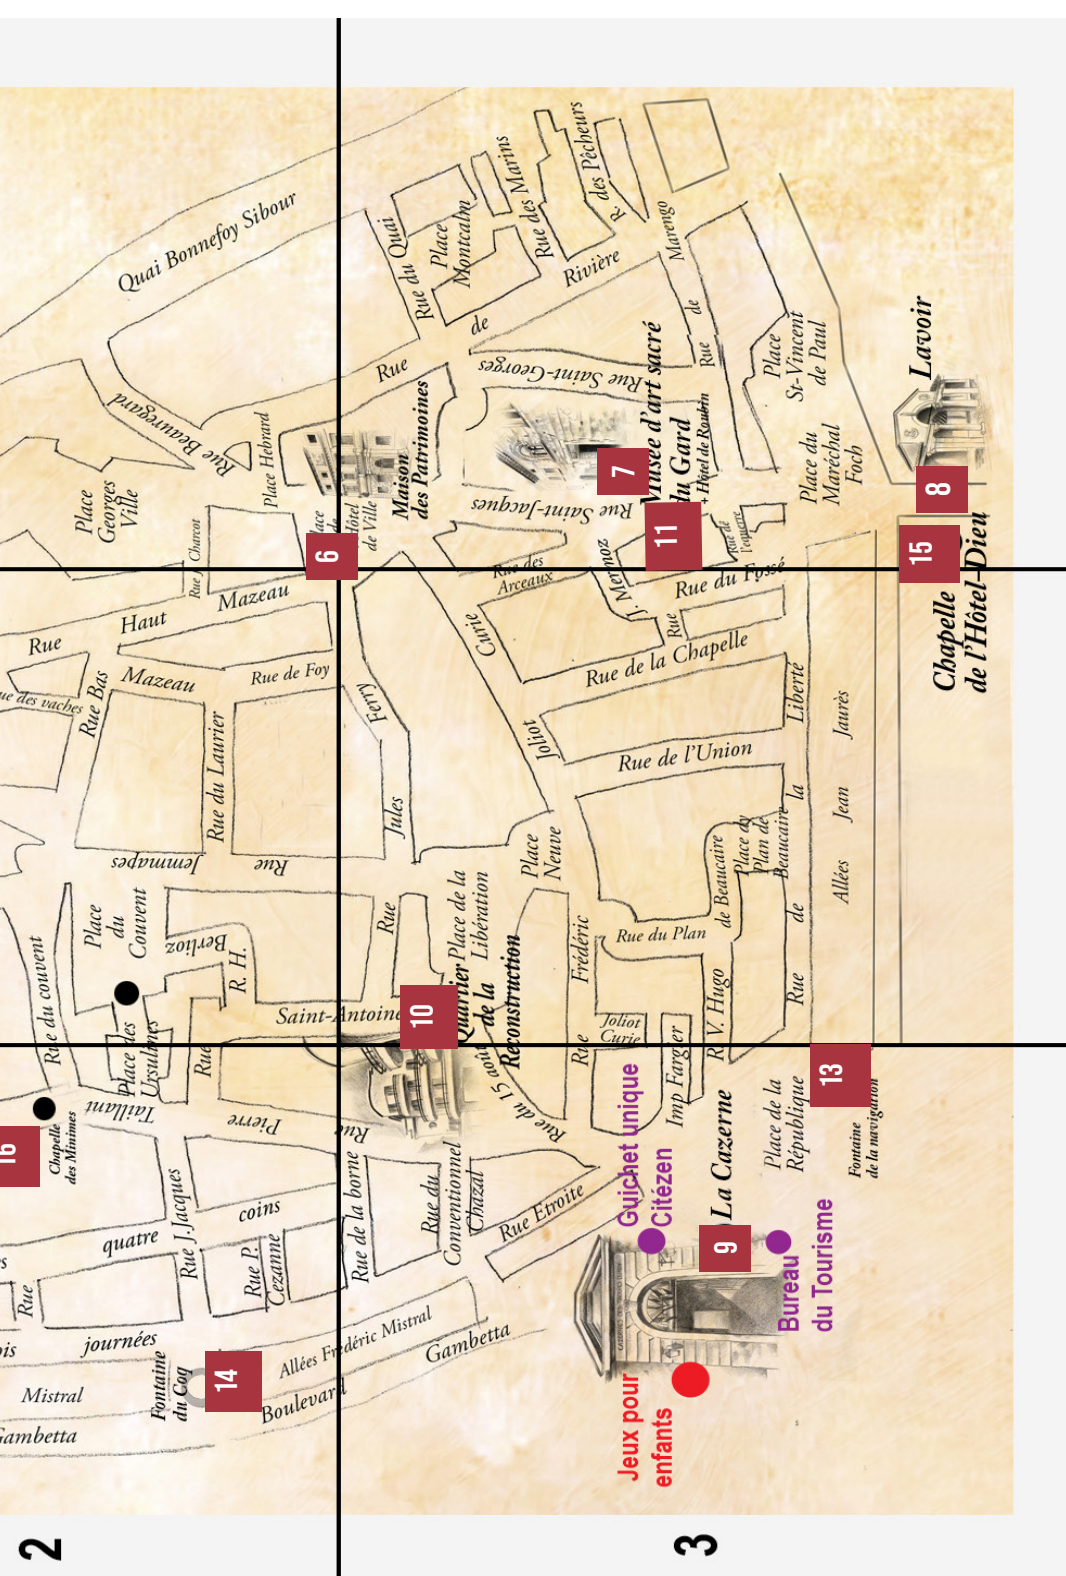 Quai Bonnefoy Sibour
Rue Beauregard
Place Hebrard
Place
Georges
Ville
Rue J. Charcot
Rue
Haut
Mazeau
Rue Bas
Mazeau
Rue de Foy
Rue du Laurier
Rue
Jemmapes
Place
du
Couvent
R. H.
Berlioz
Rue du couvent
Place des
Ursulines
Saint-Antoine
Rue
Rue
Pierre
Taillant
Chapelle
des Minimes
16
quatre
coins
Rue J.Jacques
Rue P.
Cezanne
Rue
journées
Mistral
Gambetta
Fontaine
du Coq
14
Allées Frédéric Mistral
Boulevard
Gambetta
2
Rue du Quai
Place
Montcalm
Rue des Marins
R. des Pêcheurs
Rue
de
Rivière
Marengo
de
Rue
Rue Saint-Georges
Maison
des Patrimoines
6
Hôtel
de Ville
Rue Saint-Jacques
7
Musée d'art sacré
du Gard
+ Hôtel de Roubin
11
Place
St-Vincent
de Paul
Place du
Maréchal
Foch
Lavoir
8
15
Chapelle
de l'Hôtel-Dieu
Rue des
Arceaux
J. Mermoz
Rue de
l'equerre
Rue du Fossé
Rue
Rue de la Chapelle
Rue de l'Union
Curie
Joliot
Ferry
Jules
Rue
Place
Neuve
Place de la
Libération
Quartier
de la
Reconstruction
10
Frédéric
Rue
Joliot
Curie
Rue du Plan
de Beaucaire
Place du
Plan de
Beaucaire
Rue
de
la
Liberté
Allées
Jean
Jaurès
R. V. Hugo
Imp Fargier
Rue du 15 août
Rue de la borne
Rue du
Conventionnel
Chazal
Rue Etroite
Guichet unique
Citézen
La Cazerne
9
Place de la
République
13
Fontaine
de la navigation
Bureau
du Tourisme
Jeux pour
enfants
3